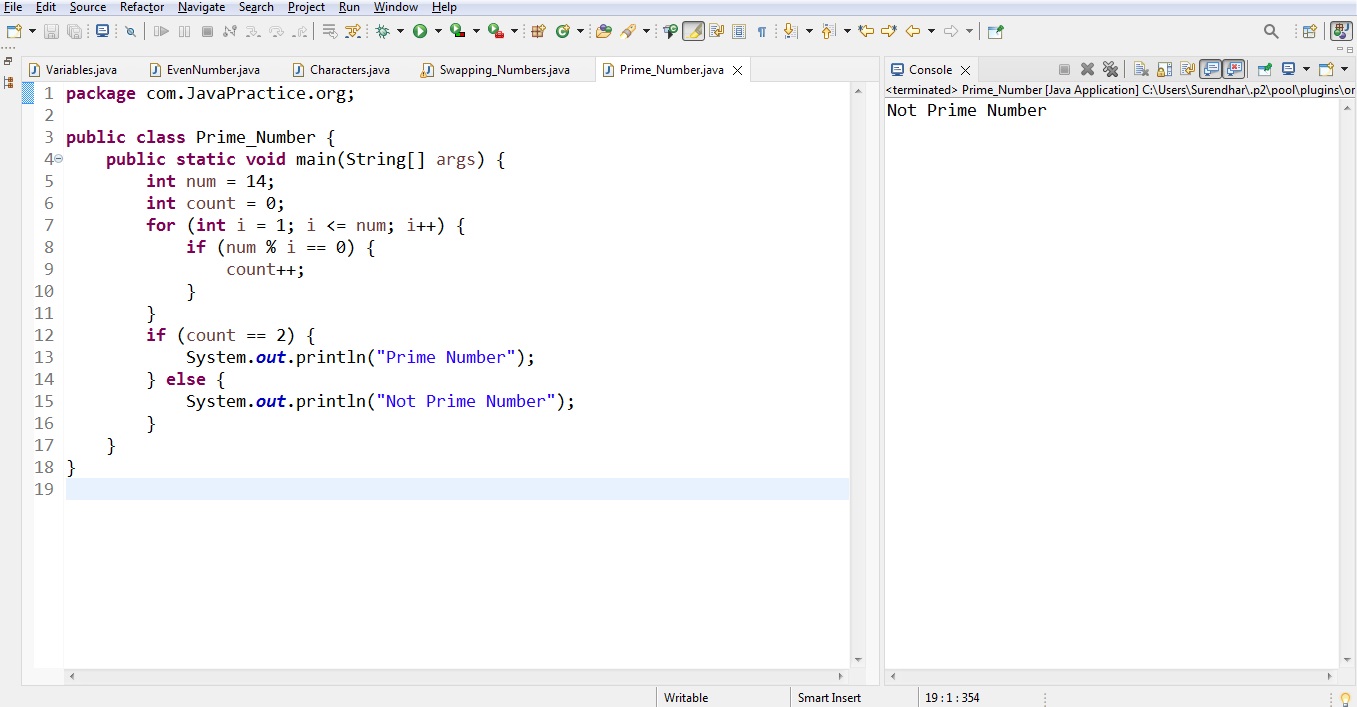 File Edit Source Refactor Navigate Search Project Run Window Help
Variables.java EvenNumber.java Characters.java Swapping_Numbers.java Prime_Number.java
1 package com.JavaPractice.org;
2
3 public class Prime_Number {
4 public static void main(String[] args) {
5 int num = 14;
6 int count = 0;
7 for (int i = 1; i <= num; i++) {
8 if (num % i == 0) {
9 count++;
10 }
11 }
12 if (count == 2) {
13 System.out.println("Prime Number");
14 } else {
15 System.out.println("Not Prime Number");
16 }
17 }
18 }
19
Console
<terminated> Prime_Number [Java Application] C:\Users\Surendhar\.p2\pool\plugins\or
Not Prime Number
Writable Smart Insert 19 : 1 : 354